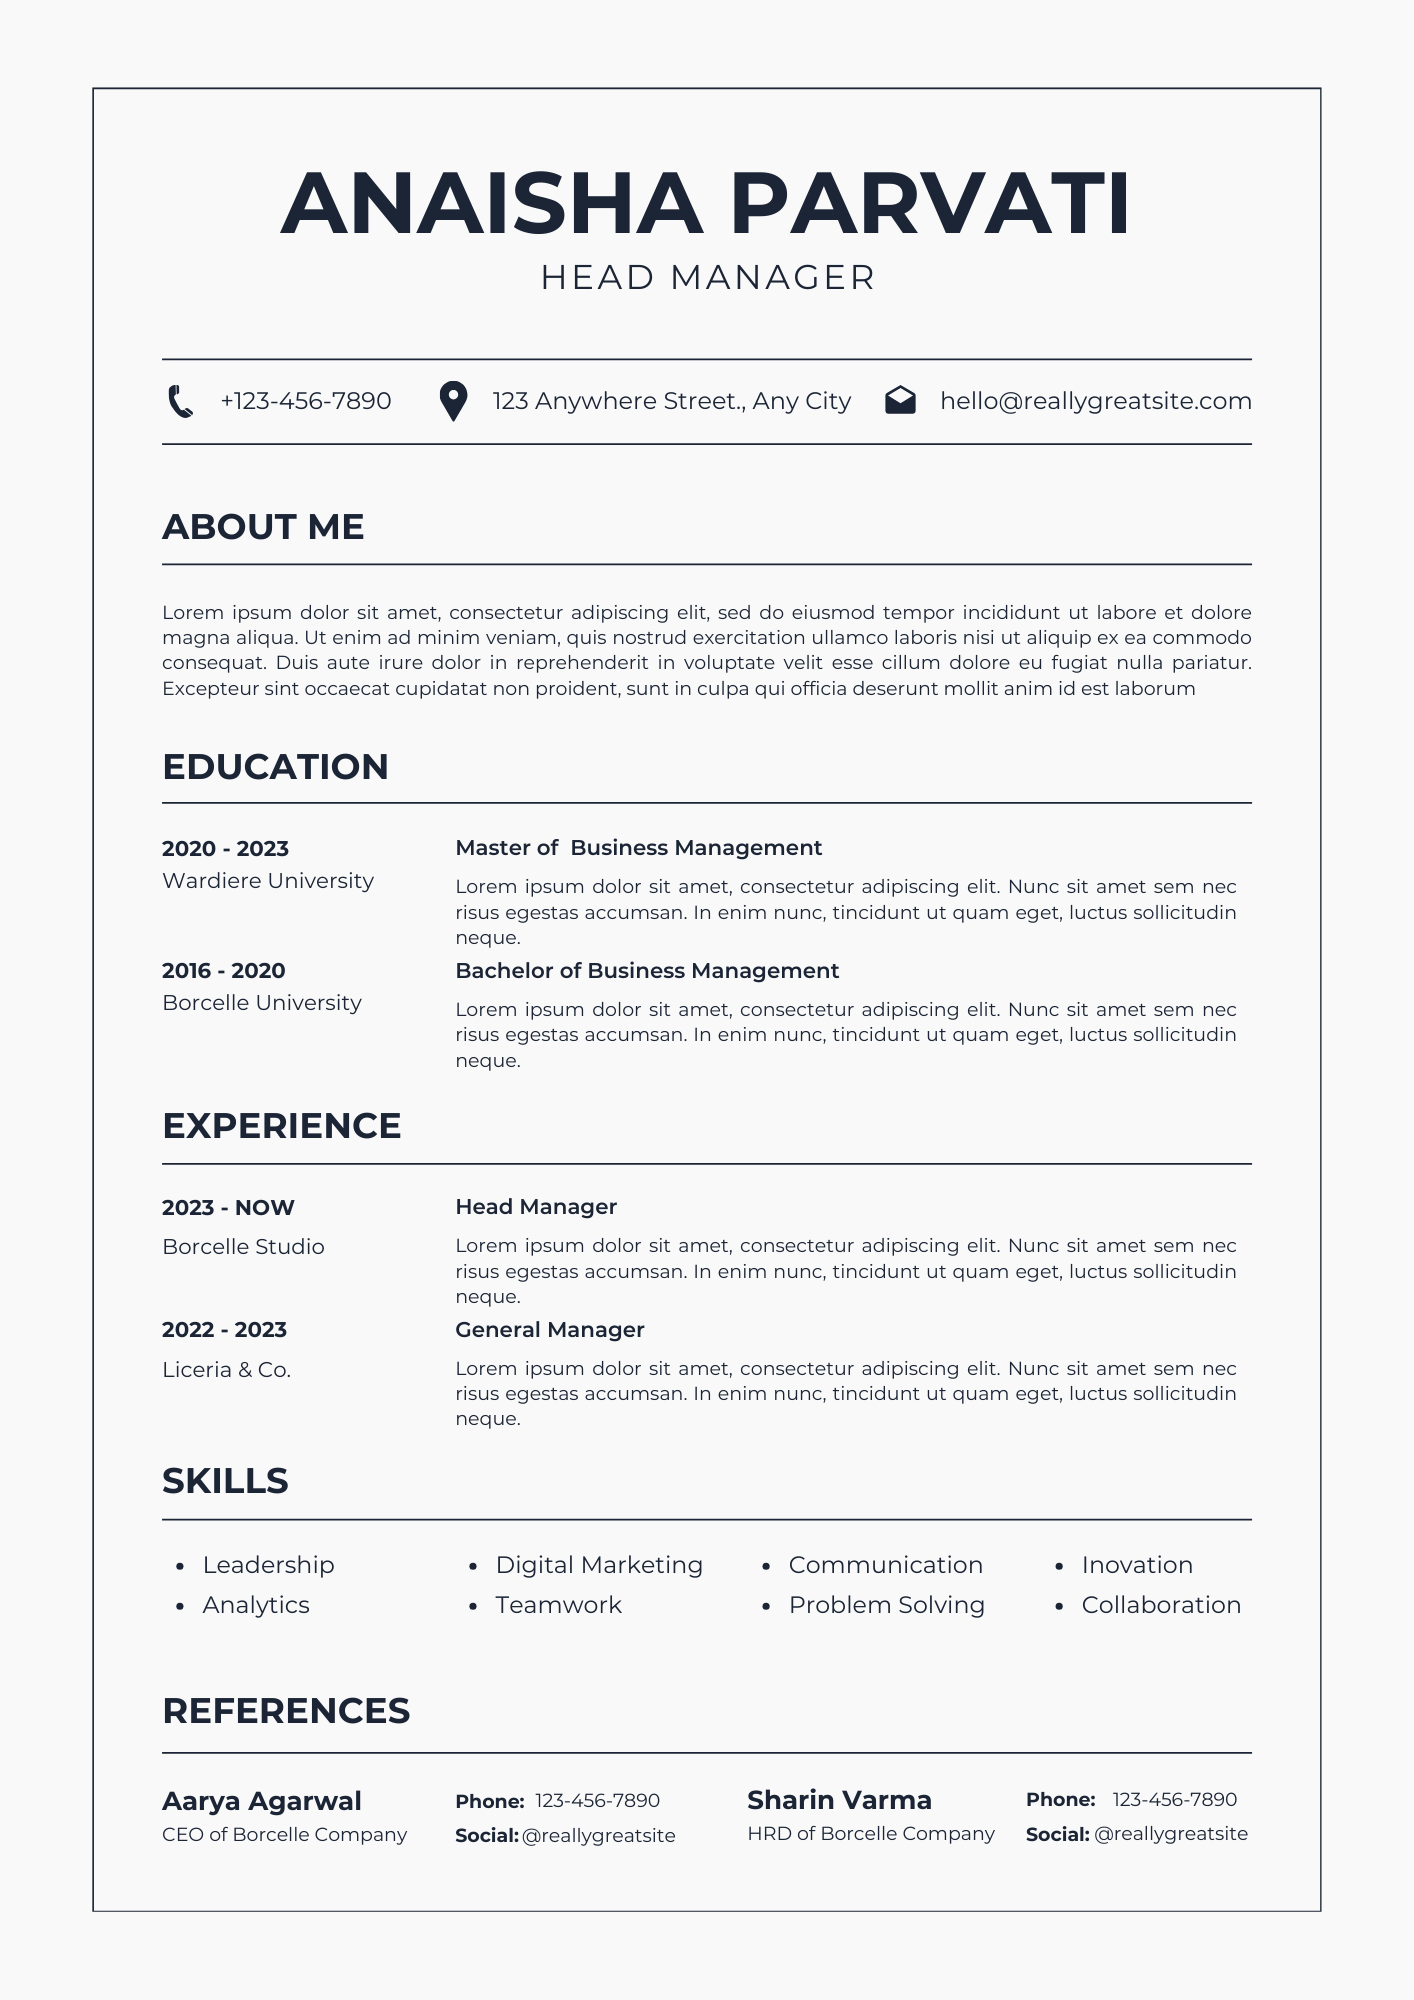 ANAISHA PARVATI
HEAD MANAGER
+123-456-7890
123 Anywhere Street., Any City
hello@reallygreatsite.com
ABOUT ME
Lorem ipsum dolor sit amet, consectetur adipiscing elit, sed do eiusmod tempor incididunt ut labore et dolore
magna aliqua. Ut enim ad minim veniam, quis nostrud exercitation ullamco laboris nisi ut aliquip ex ea commodo
consequat. Duis aute irure dolor in reprehenderit in voluptate velit esse cillum dolore eu fugiat nulla pariatur.
Excepteur sint occaecat cupidatat non proident, sunt in culpa qui officia deserunt mollit anim id est laborum
EDUCATION
2020 - 2023
Wardiere University
Master of  Business Management
Lorem ipsum dolor sit amet, consectetur adipiscing elit. Nunc sit amet sem nec
risus egestas accumsan. In enim nunc, tincidunt ut quam eget, luctus sollicitudin
neque.
2016 - 2020
Borcelle University
Bachelor of Business Management
Lorem ipsum dolor sit amet, consectetur adipiscing elit. Nunc sit amet sem nec
risus egestas accumsan. In enim nunc, tincidunt ut quam eget, luctus sollicitudin
neque.
EXPERIENCE
2023 - NOW
Borcelle Studio
Head Manager
Lorem ipsum dolor sit amet, consectetur adipiscing elit. Nunc sit amet sem nec
risus egestas accumsan. In enim nunc, tincidunt ut quam eget, luctus sollicitudin
neque.
2022 - 2023
Liceria & Co.
General Manager
Lorem ipsum dolor sit amet, consectetur adipiscing elit. Nunc sit amet sem nec
risus egestas accumsan. In enim nunc, tincidunt ut quam eget, luctus sollicitudin
neque.
SKILLS
• Leadership
• Analytics
• Digital Marketing
• Teamwork
• Communication
• Problem Solving
• Inovation
• Collaboration
REFERENCES
Aarya Agarwal
CEO of Borcelle Company
Phone: 123-456-7890
Social: @reallygreatsite
Sharin Varma
HRD of Borcelle Company
Phone: 123-456-7890
Social: @reallygreatsite